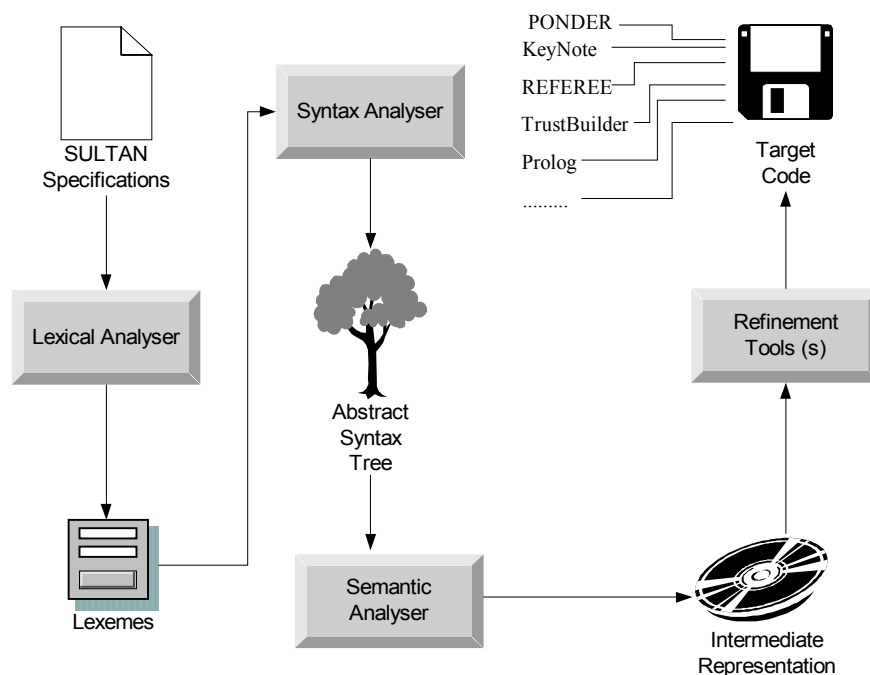 SULTAN
Specifications
Lexical Analyser
Lexemes
Syntax Analyser
Abstract
Syntax
Tree
Semantic
Analyser
Intermediate
Representation
Refinement
Tools (s)
Target
Code
PONDER
KeyNote
REFEREE
TrustBuilder
Prolog
.........